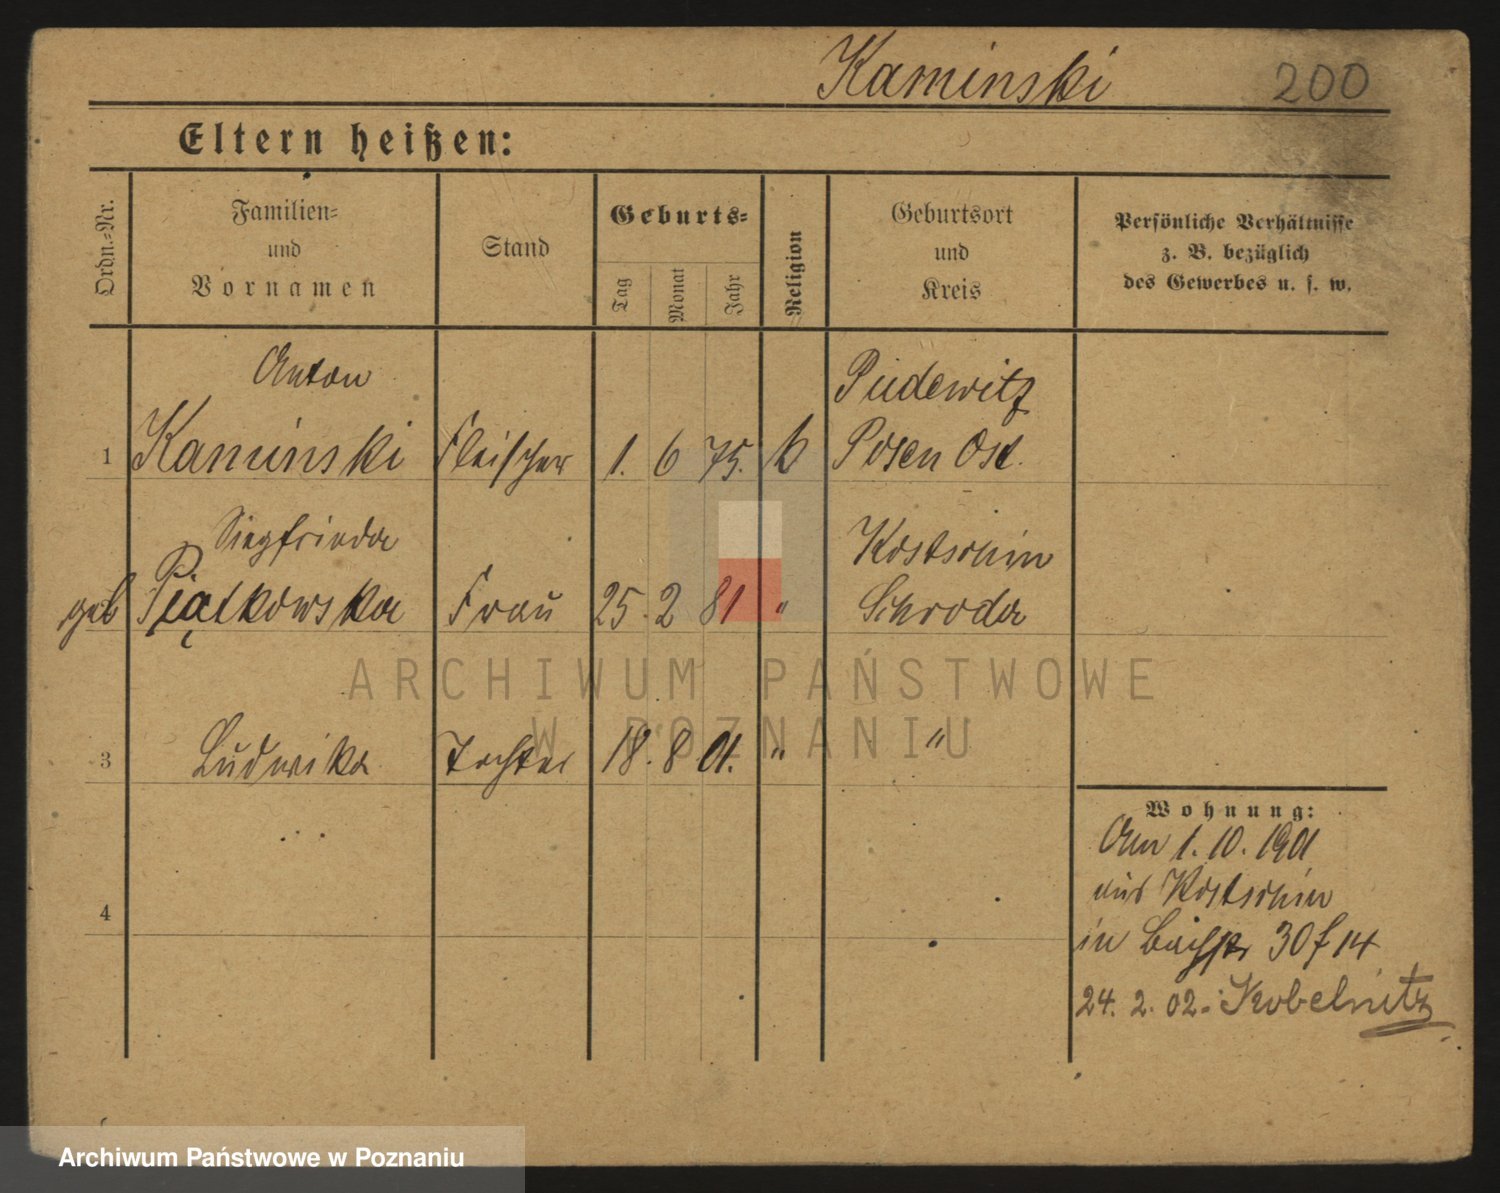 Kaminski 200
Eltern heißen:
Ordn.-Nr.
Familien-
und
Vornamen
Stand
Geburts-
Tag
Monat
Jahr
Religion
Geburtsort
und
Kreis
Persönliche Verhältnisse
z. B. bezüglich
des Gewerbes u. s. w.
Anton Pudewitz
1 Kaminski Fleischer 1. 6 75. k Posen Ost.
Siegfrieda Kostschin
geb Piątkowska Frau 25. 2 81 " Schroda
3 Ludwika Tochter 18. 8 01. " "
4
Wohnung:
Am 1. 10. 1901
aus Kostschin
in 30 f 14
24. 2. 02. Kobelnitz
ARCHIWUM PAŃSTWOWE
W POZNANIU
Archiwum Państwowe w Poznaniu